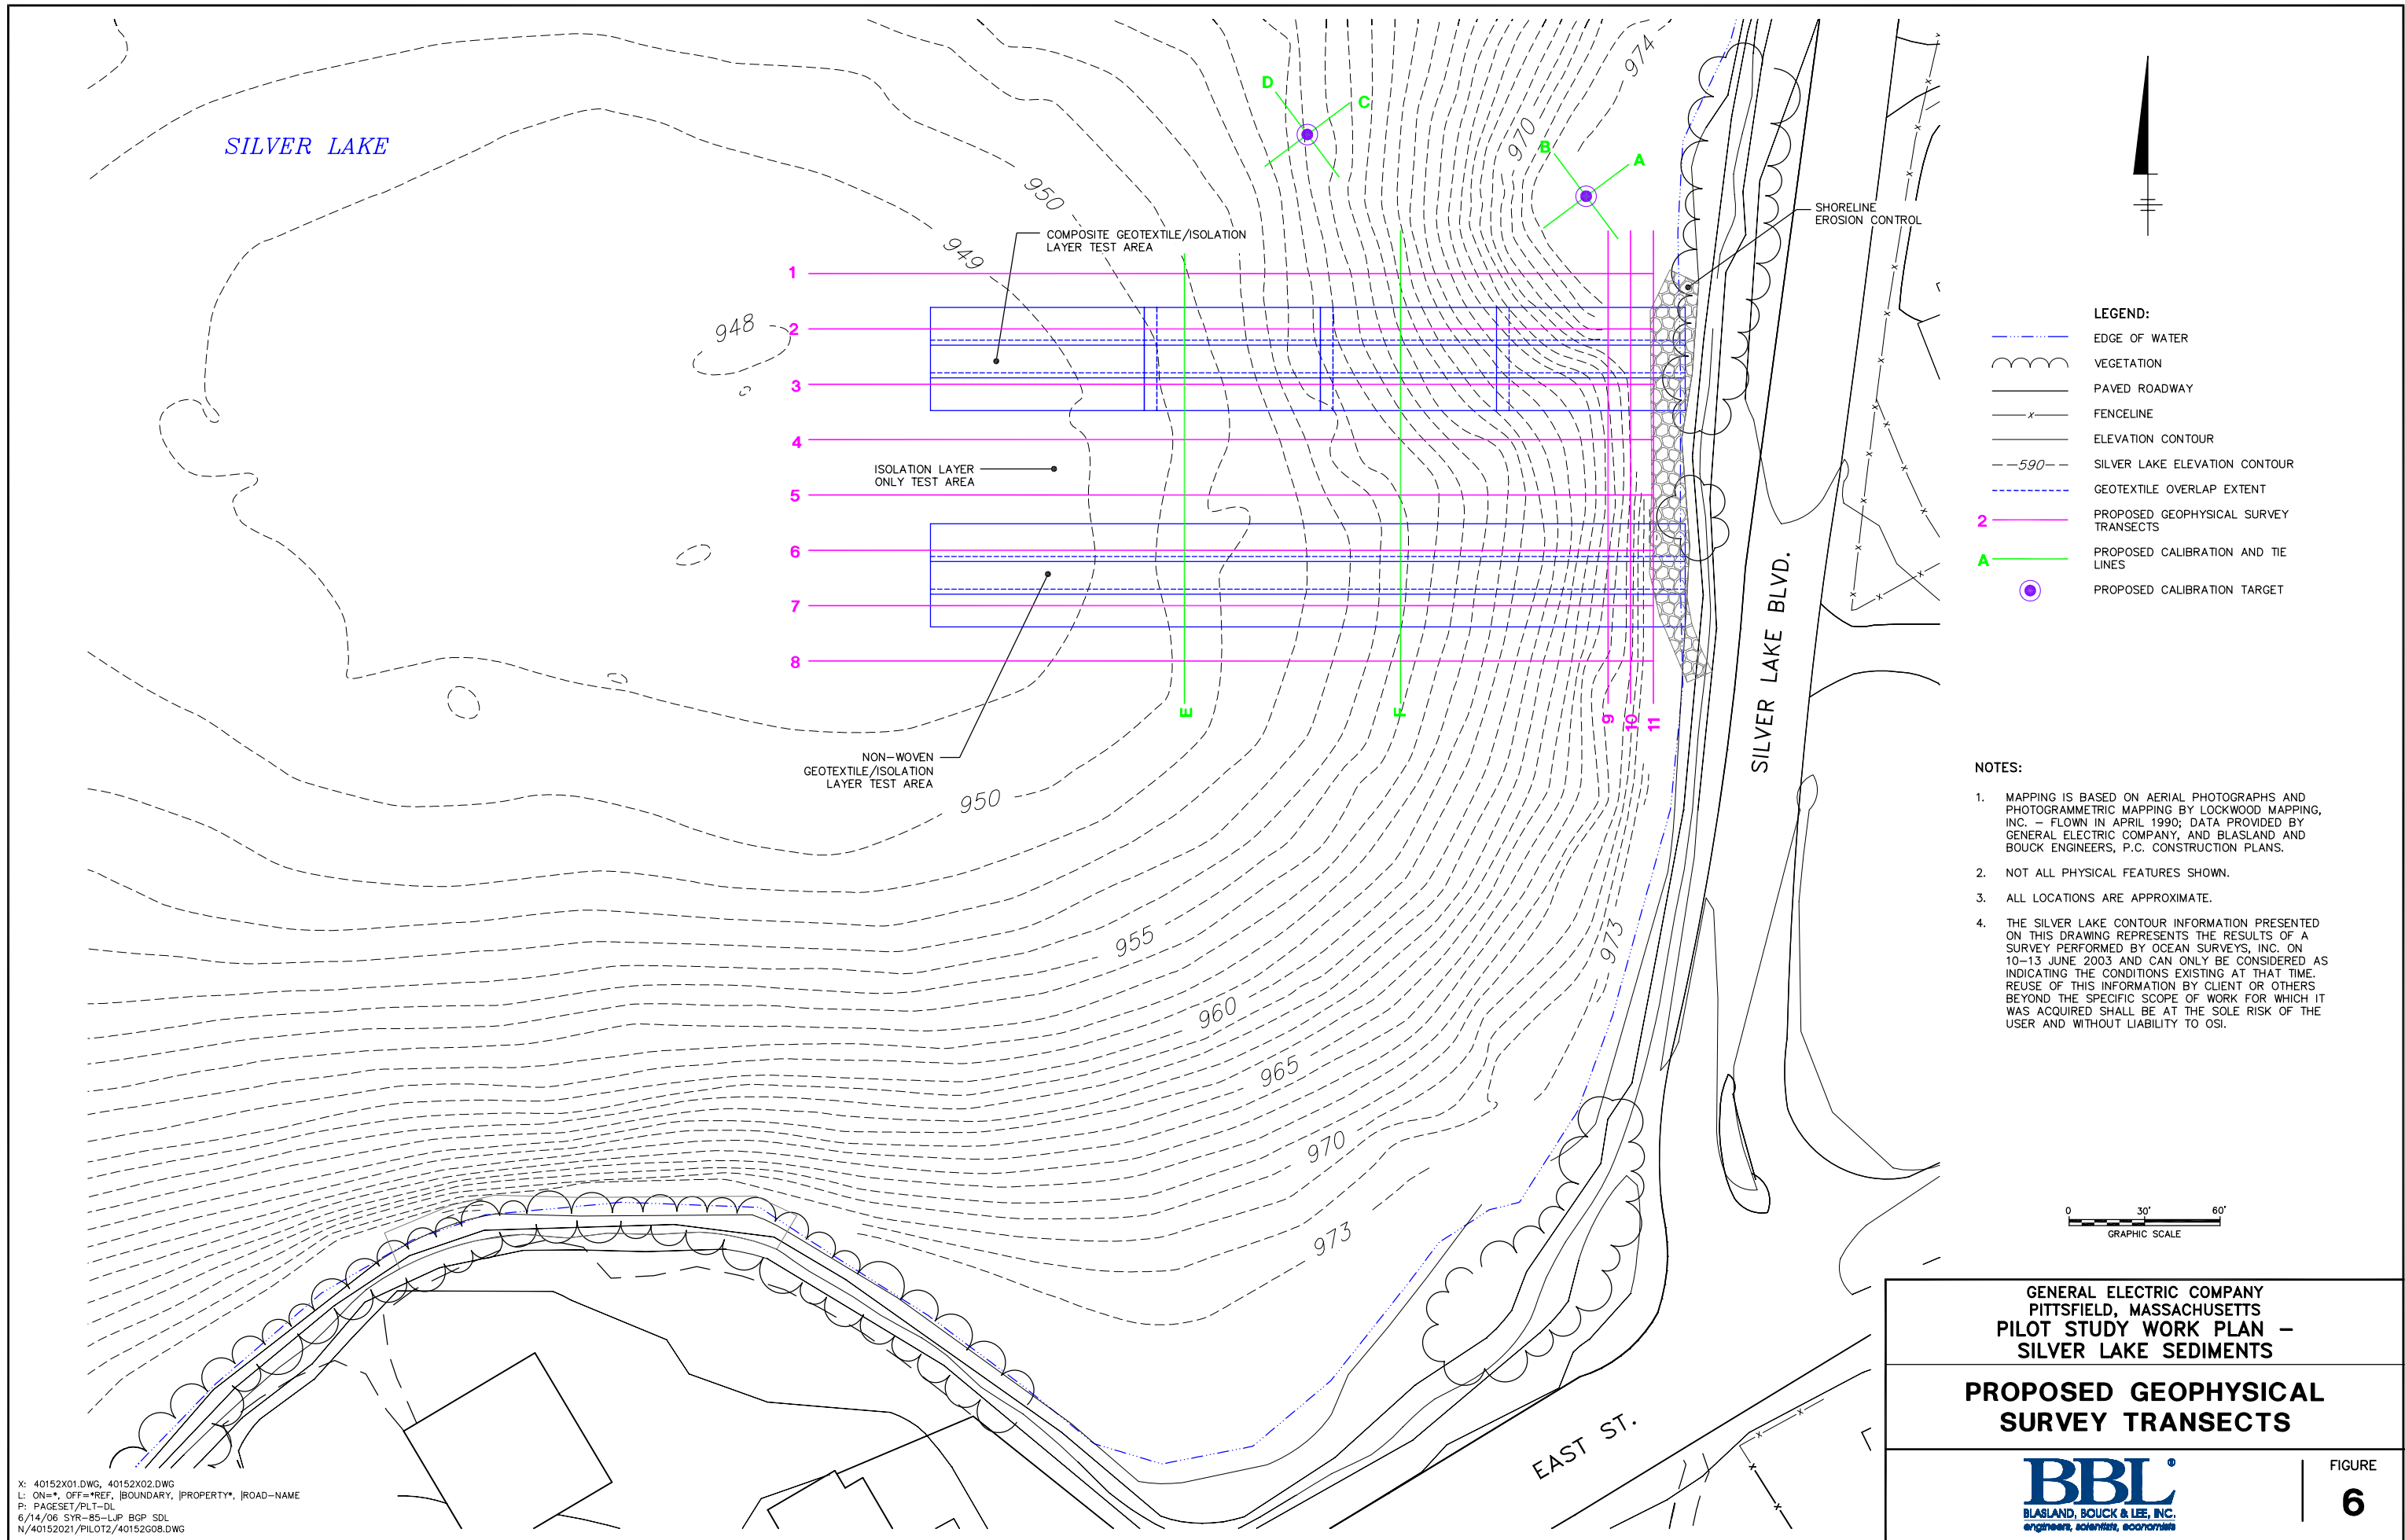 SILVER LAKE
974
970
D
C
B
A
950
949
948
COMPOSITE GEOTEXTILE/ISOLATION
LAYER TEST AREA
SHORELINE
EROSION CONTROL
1
2
3
4
5
6
7
8
ISOLATION LAYER
ONLY TEST AREA
NON-WOVEN
GEOTEXTILE/ISOLATION
LAYER TEST AREA
E
F
9
10
11
950
955
960
965
970
973
973
SILVER LAKE BLVD.
EAST ST.
LEGEND:
EDGE OF WATER
VEGETATION
PAVED ROADWAY
x FENCELINE
ELEVATION CONTOUR
590 SILVER LAKE ELEVATION CONTOUR
GEOTEXTILE OVERLAP EXTENT
2 PROPOSED GEOPHYSICAL SURVEY
TRANSECTS
A PROPOSED CALIBRATION AND TIE
LINES
PROPOSED CALIBRATION TARGET
NOTES:
1. MAPPING IS BASED ON AERIAL PHOTOGRAPHS AND
PHOTOGRAMMETRIC MAPPING BY LOCKWOOD MAPPING,
INC. – FLOWN IN APRIL 1990; DATA PROVIDED BY
GENERAL ELECTRIC COMPANY, AND BLASLAND AND
BOUCK ENGINEERS, P.C. CONSTRUCTION PLANS.
2. NOT ALL PHYSICAL FEATURES SHOWN.
3. ALL LOCATIONS ARE APPROXIMATE.
4. THE SILVER LAKE CONTOUR INFORMATION PRESENTED
ON THIS DRAWING REPRESENTS THE RESULTS OF A
SURVEY PERFORMED BY OCEAN SURVEYS, INC. ON
10–13 JUNE 2003 AND CAN ONLY BE CONSIDERED AS
INDICATING THE CONDITIONS EXISTING AT THAT TIME.
REUSE OF THIS INFORMATION BY CLIENT OR OTHERS
BEYOND THE SPECIFIC SCOPE OF WORK FOR WHICH IT
WAS ACQUIRED SHALL BE AT THE SOLE RISK OF THE
USER AND WITHOUT LIABILITY TO OSI.
0 30' 60'
GRAPHIC SCALE
GENERAL ELECTRIC COMPANY
PITTSFIELD, MASSACHUSETTS
PILOT STUDY WORK PLAN –
SILVER LAKE SEDIMENTS
PROPOSED GEOPHYSICAL
SURVEY TRANSECTS
BBL®
BLASLAND, BOUCK & LEE, INC.
engineers, scientists, economists
FIGURE
6
X: 40152X01.DWG, 40152X02.DWG
L: ON=*, OFF=*REF, |BOUNDARY, |PROPERTY*, |ROAD-NAME
P: PAGESET/PLT-DL
6/14/06 SYR-85-LJP BGP SDL
N/40152021/PILOT2/40152G08.DWG